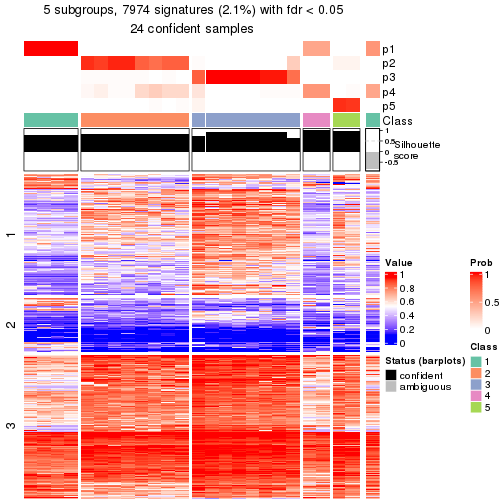 5 subgroups, 7974 signatures (2.1%) with fdr < 0.05
24 confident samples
p1
p2
p3
p4
p5
Class
1
0.5
0
-0.5
Silhouette
score
1
2
3
Value
1
0.8
0.6
0.4
0.2
0
Status (barplots)
confident
ambiguous
Prob
1
0.5
0
Class
1
2
3
4
5